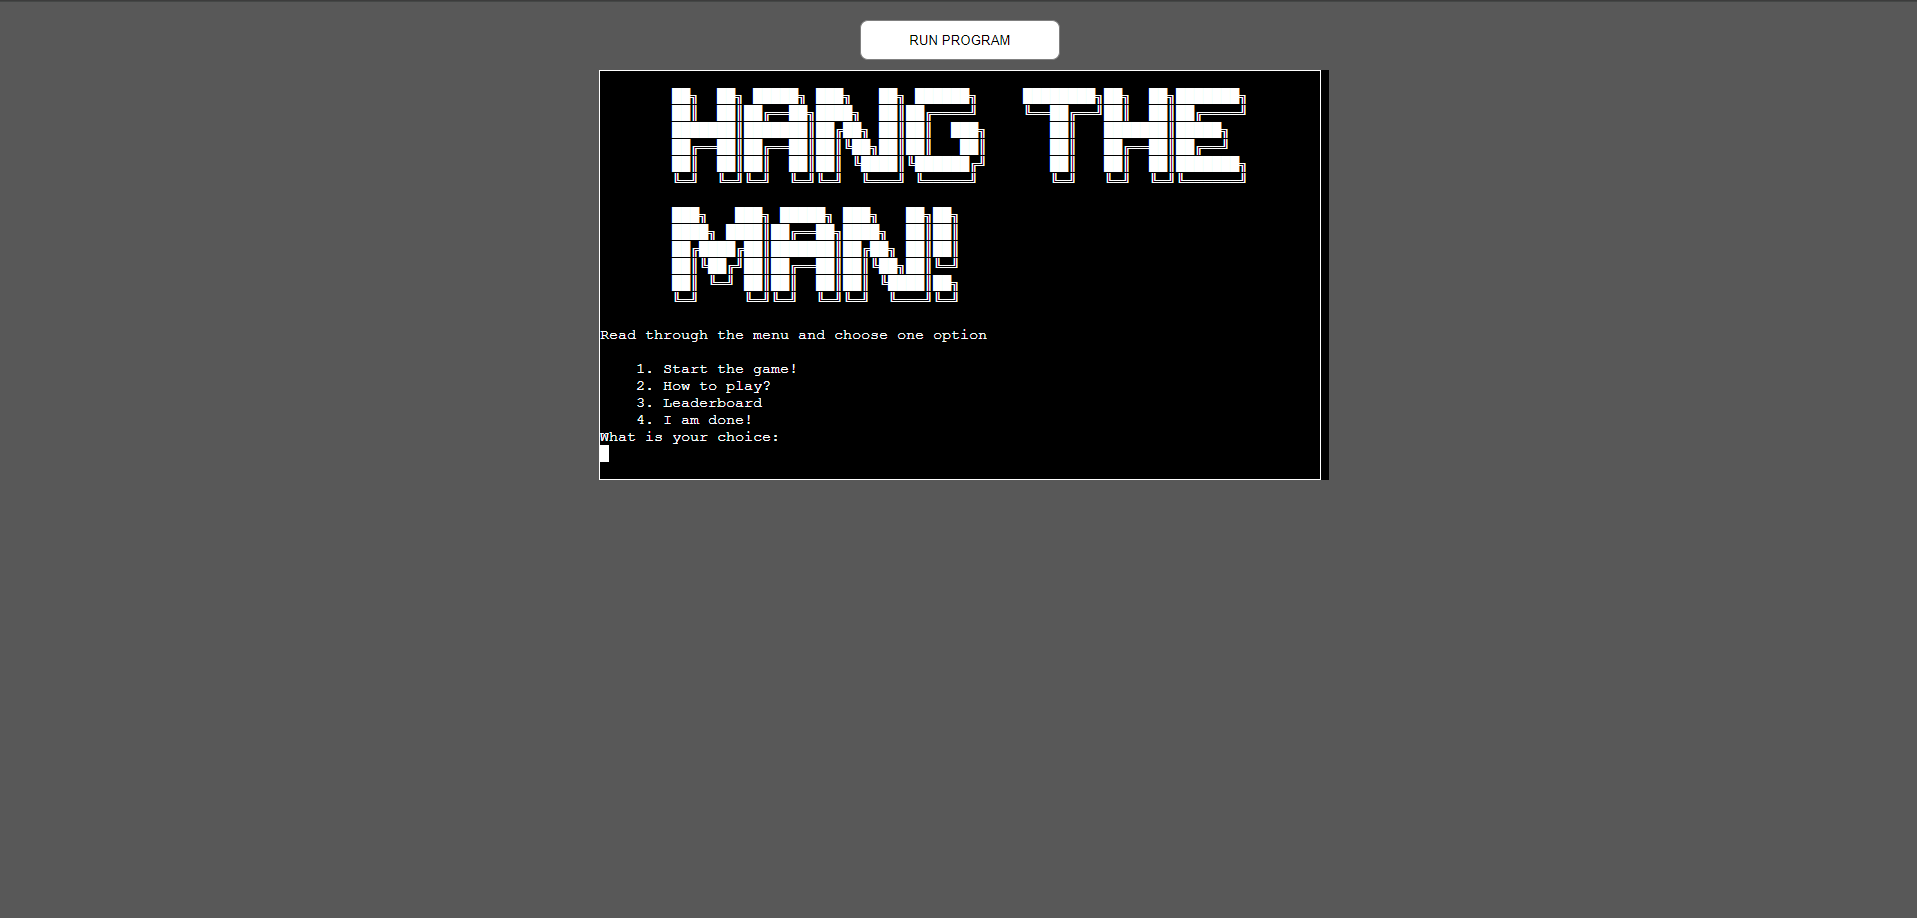 RUN PROGRAM
HANG THE
MAN!
Read through the menu and choose one option
1. Start the game!
2. How to play?
3. Leaderboard
4. I am done!
What is your choice: